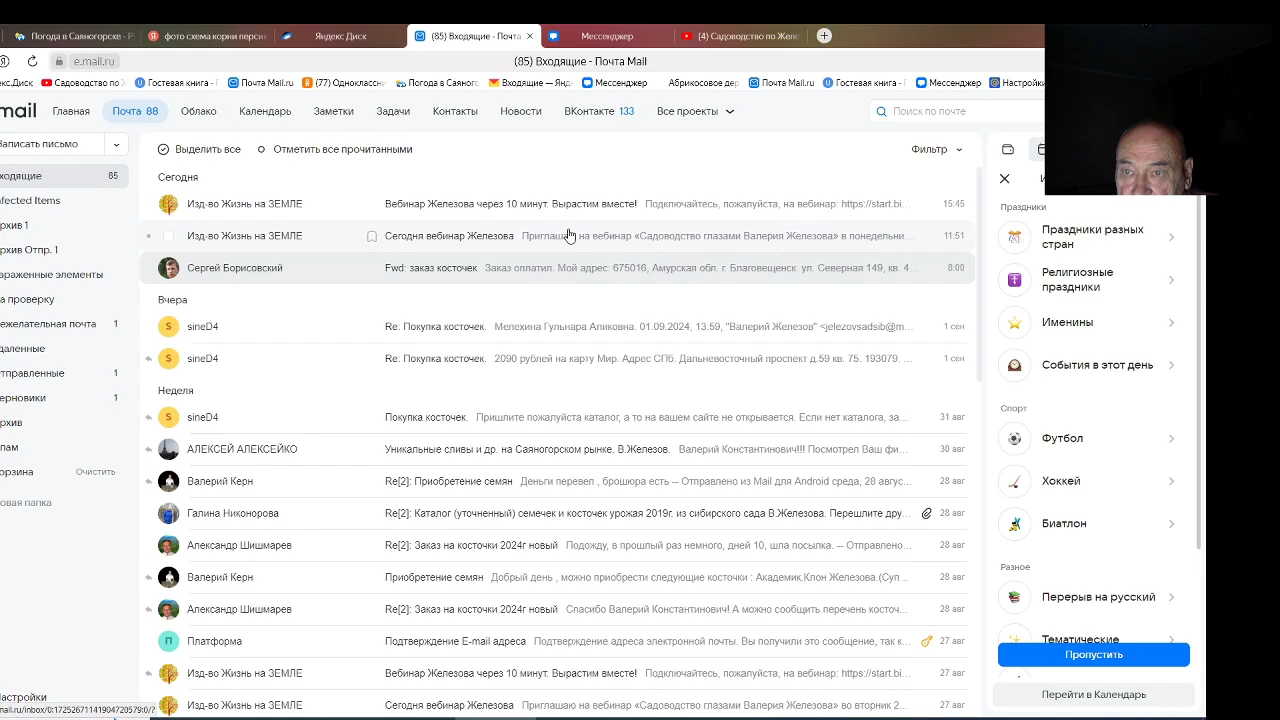 Погода в Саяногорске - Р
фото схема корни перси
Яндекс Диск
(85) Входящие - Почта
Мессенджер
(4) Садоводство по Желе
e.mail.ru
(85) Входящие - Почта Mail
кс.Диск
Садоводство по
Гостевая книга - [
Почта Mail.ru
(77) Однокласcн
Погода в Саяног
Входящие — Янд
Мессенджер
Абрикосовое дер
Почта Mail.ru
Гостевая книга - [
Мессенджер
Настройки
mail
Главная
Почта 88
Облако
Календарь
Заметки
Задачи
Контакты
Новости
ВКонтакте 133
Все проекты
Поиск по почте
Написать письмо
Выделить все
Отметить все прочитанными
Фильтр
ходящие 85
nfected Items
рхив 1
рхив Отпр. 1
араженные элементы
а проверку
ежелательная почта 1
даленные
тправленные 1
ерновики 1
рхив
пам
орзина Очистить
овая папка
астройки
Сегодня
Изд-во Жизнь на ЗЕМЛЕ Вебинар Железова через 10 минут. Вырастим вместе! Подключайтесь, пожалуйста, на вебинар: https://start.bi... 15:45
Изд-во Жизнь на ЗЕМЛЕ Сегодня вебинар Железова Приглаш на вебинар «Садоводство глазами Валерия Железова» в понедельни... 11:51
Сергей Борисовский Fwd: заказ косточек Заказ оплатил. Мой адрес: 675016, Амурская обл. г. Благовещенск. ул. Северная 149, кв. 4... 8:00
Вчера
S sineD4 Re: Покупка косточек. Мелехина Гульнара Аликовна. 01.09.2024, 13:59, "Валерий Железов" <jelezovsadsib@m... 1 сен
S sineD4 Re: Покупка косточек. 2090 рублей на карту Мир. Адрес СПб. Дальневосточный проспект д.59 кв. 75. 193079. ... 1 сен
Неделя
S sineD4 Покупка косточек. Пришлите пожалуйста каталог, а то на вашем сайте не открывается. Если нет каталога, за... 31 авг
АЛЕКСЕЙ АЛЕКСЕЙКО Уникальные сливы и др. на Саяногорском рынке. В.Железов. Валерий Константинович!!! Посмотрел Ваш фи... 30 авг
Валерий Керн Re[2]: Приобретение семян Деньги перевел , брошюра есть -- Отправлено из Mail для Android среда, 28 авгус... 28 авг
Галина Никонорова Re[2]: Каталог (уточненный) семечек и косточек урожая 2019г. из сибирского сада В.Железова. Перешлите дру... 28 авг
Александр Шишмарев Re[2]: Заказ на косточки 2024г новый Подожду, в прошлый раз немного, дней 10, шла посылка. -- Отправлено... 28 авг
Валерий Керн Приобретение семян Добрый день , можно приобрести следующие косточки : Академик.Клон Железова.(Суп... 28 авг
Александр Шишмарев Re[2]: Заказ на косточки 2024г новый Спасибо Валерий Константинович! А можно сообщить перечень косточ... 28 авг
П Платформа Подтверждение E-mail адреса Подтверждение адреса электронной почты. Вы получили это сообщение, так к... 27 авг
Изд-во Жизнь на ЗЕМЛЕ Вебинар Железова через 10 минут. Вырастим вместе! Подключайтесь, пожалуйста, на вебинар: https://start.bi... 27 авг
Изд-во Жизнь на ЗЕМЛЕ Сегодня вебинар Железова Приглашаю на вебинар «Садоводство глазами Валерия Железова» во вторник 2... 27 авг
Праздники
Праздники разных
стран
Религиозные
праздники
Именины
События в этот день
Спорт
Футбол
Хоккей
Биатлон
Разное
Перерыв на русский
Тематические
Пропустить
Перейти в Календарь
mail.ru/inbox/0:17252671141904720579:0/?